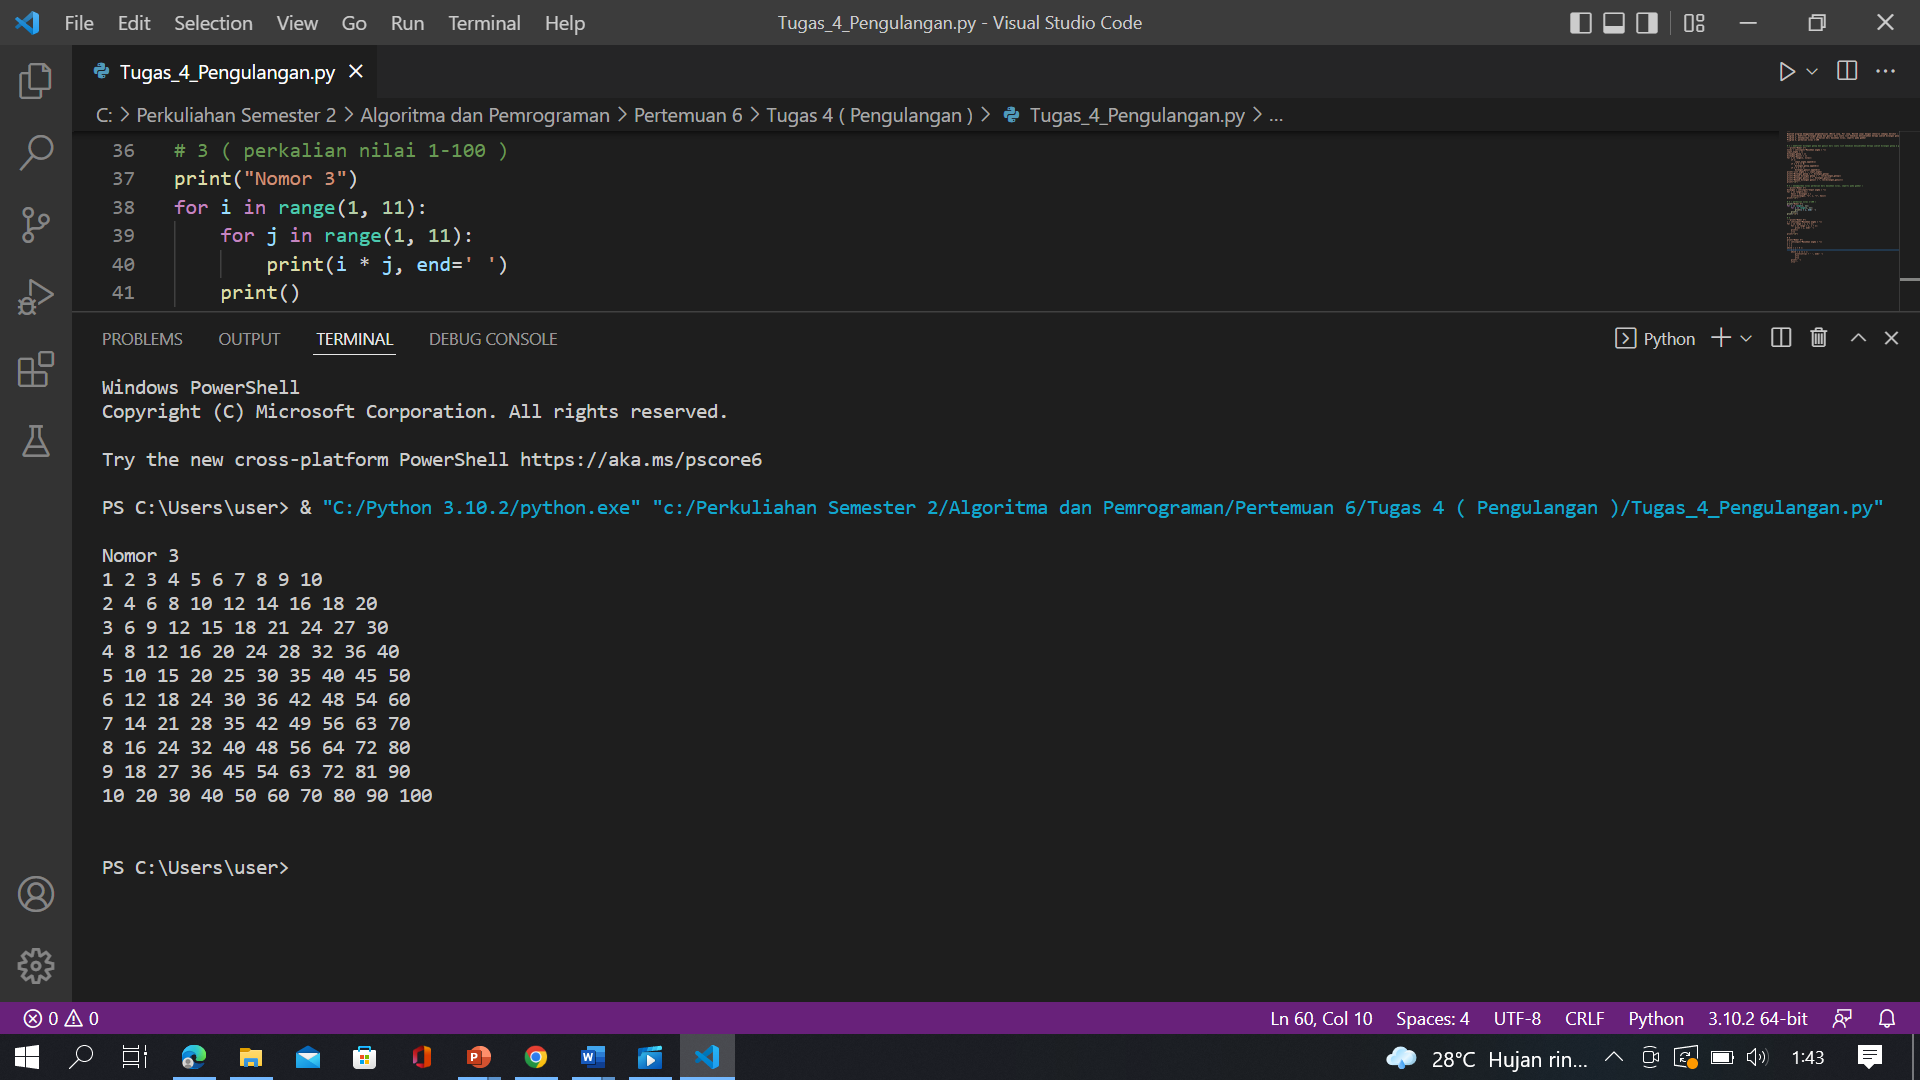 File Edit Selection View Go Run Terminal Help Tugas_4_Pengulangan.py - Visual Studio Code
Tugas_4_Pengulangan.py
C: > Perkuliahan Semester 2 > Algoritma dan Pemrograman > Pertemuan 6 > Tugas 4 ( Pengulangan ) > Tugas_4_Pengulangan.py > ...
36 # 3 ( perkalian nilai 1-100 )
37 print("Nomor 3")
38 for i in range(1, 11):
39     for j in range(1, 11):
40         print(i * j, end=' ')
41     print()
PROBLEMS OUTPUT TERMINAL DEBUG CONSOLE Python
Windows PowerShell
Copyright (C) Microsoft Corporation. All rights reserved.
Try the new cross-platform PowerShell https://aka.ms/pscore6
PS C:\Users\user> & "C:/Python 3.10.2/python.exe" "c:/Perkuliahan Semester 2/Algoritma dan Pemrograman/Pertemuan 6/Tugas 4 ( Pengulangan )/Tugas_4_Pengulangan.py"
Nomor 3
1 2 3 4 5 6 7 8 9 10
2 4 6 8 10 12 14 16 18 20
3 6 9 12 15 18 21 24 27 30
4 8 12 16 20 24 28 32 36 40
5 10 15 20 25 30 35 40 45 50
6 12 18 24 30 36 42 48 54 60
7 14 21 28 35 42 49 56 63 70
8 16 24 32 40 48 56 64 72 80
9 18 27 36 45 54 63 72 81 90
10 20 30 40 50 60 70 80 90 100
PS C:\Users\user>
0 0 Ln 60, Col 10 Spaces: 4 UTF-8 CRLF Python 3.10.2 64-bit
28°C Hujan rin... 1:43